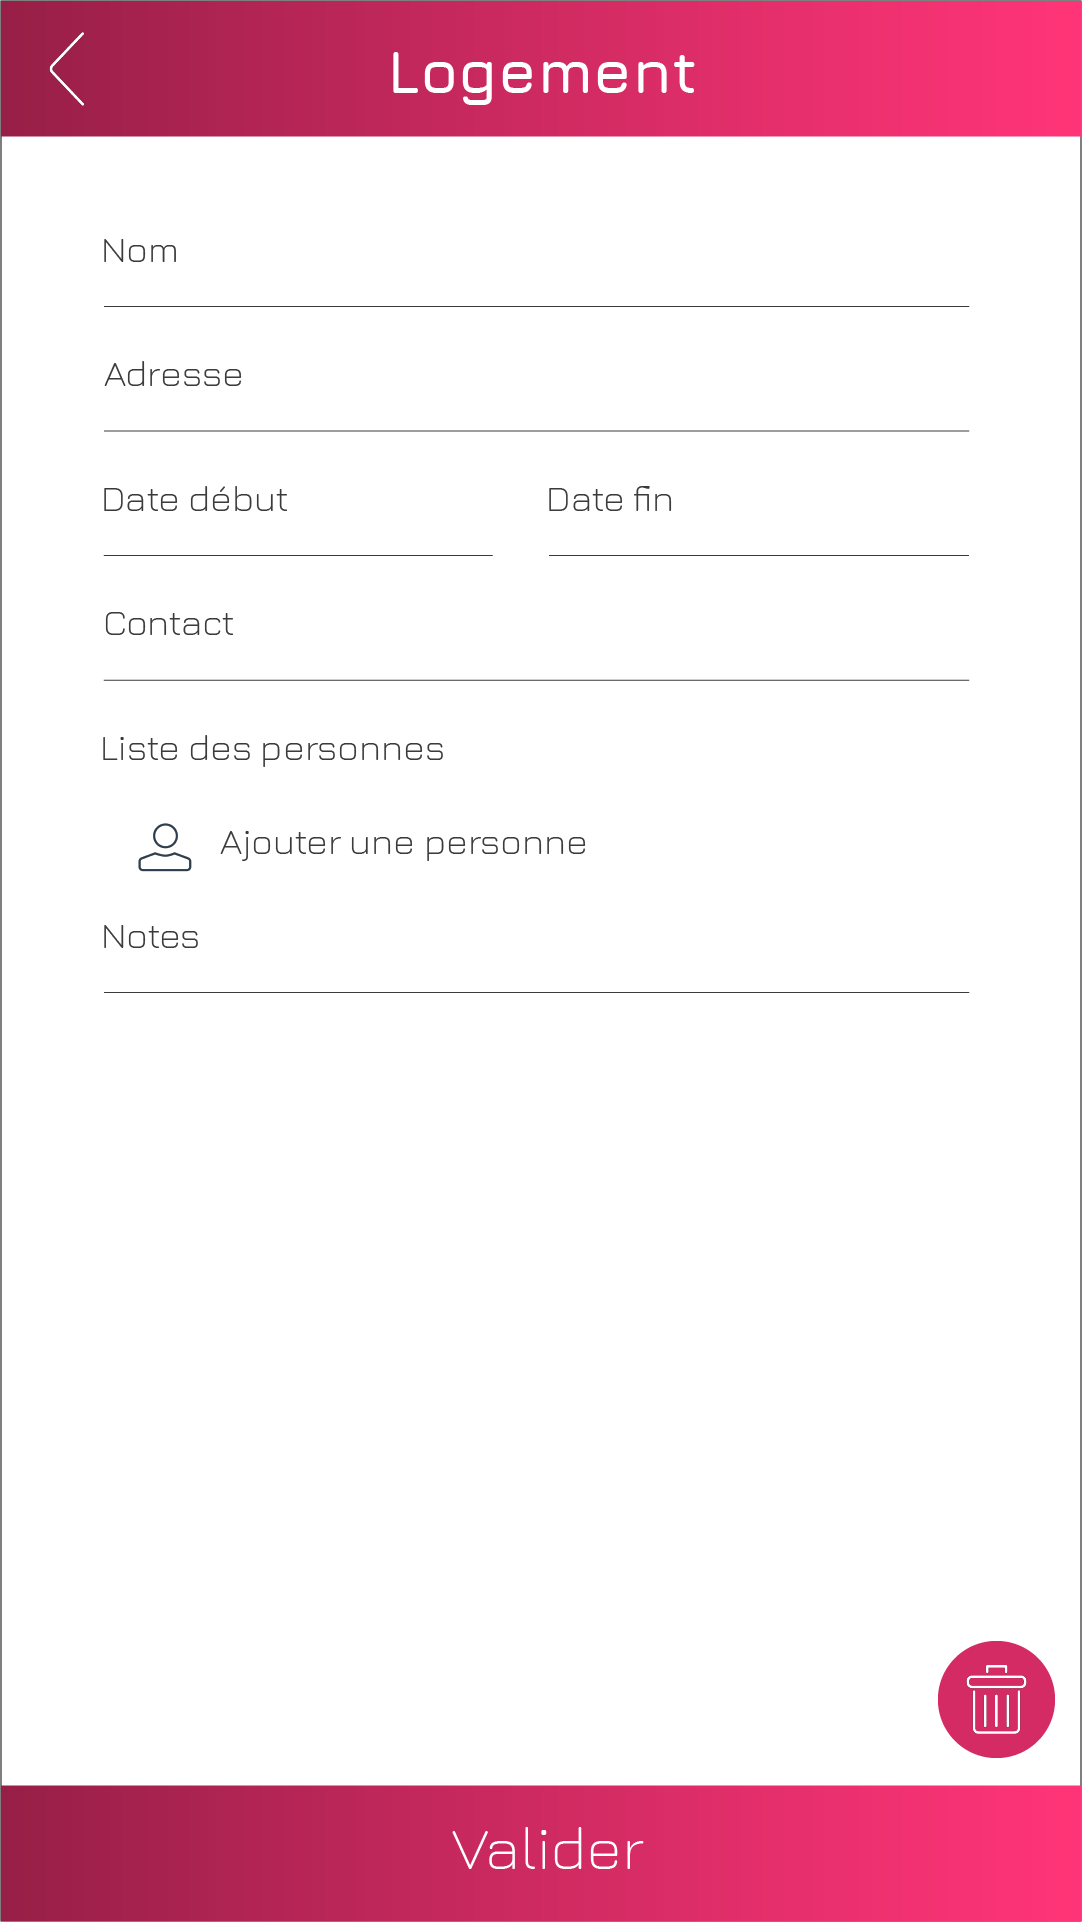 Logement
Nom
Adresse
Date début
Date fin
Contact
Liste des personnes
Ajouter une personne
Notes
Valider